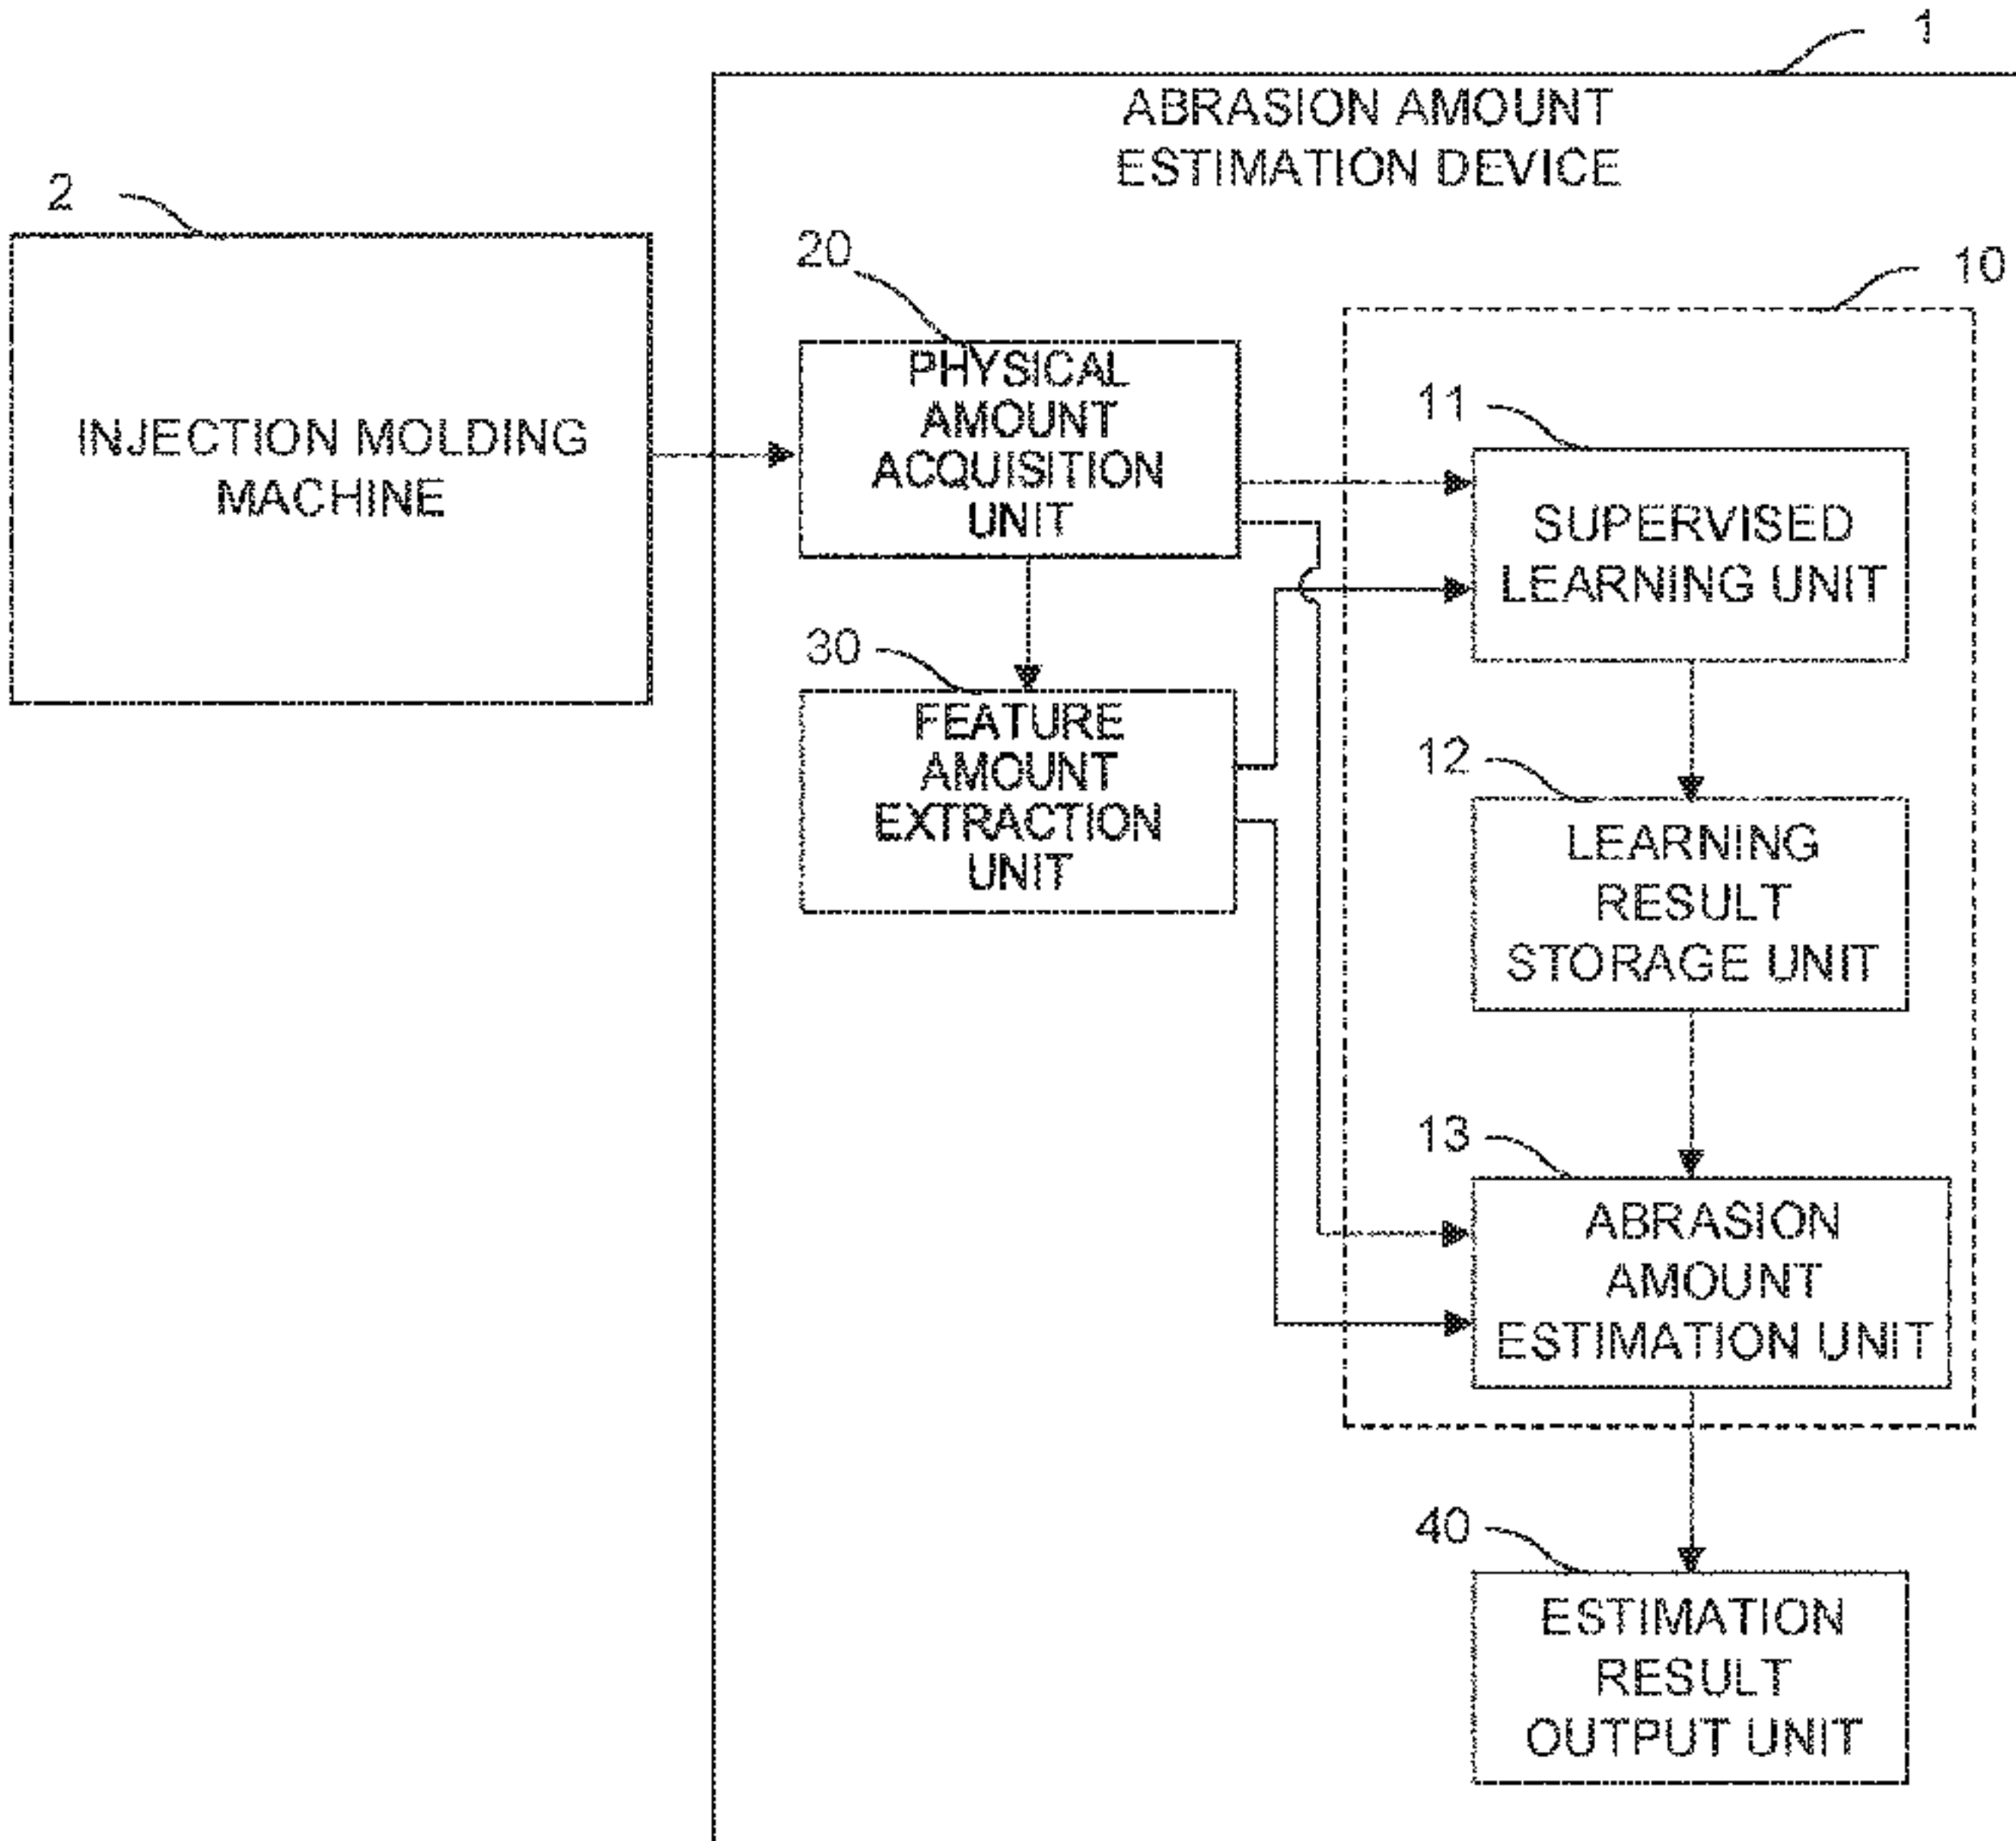 1
ABRASION AMOUNT
ESTIMATION DEVICE
2
INJECTION MOLDING
MACHINE
20
PHYSICAL
AMOUNT
ACQUISITION
UNIT
10
11
SUPERVISED
LEARNING UNIT
30
FEATURE
AMOUNT
EXTRACTION
UNIT
12
LEARNING
RESULT
STORAGE UNIT
13
ABRASION
AMOUNT
ESTIMATION UNIT
40
ESTIMATION
RESULT
OUTPUT UNIT